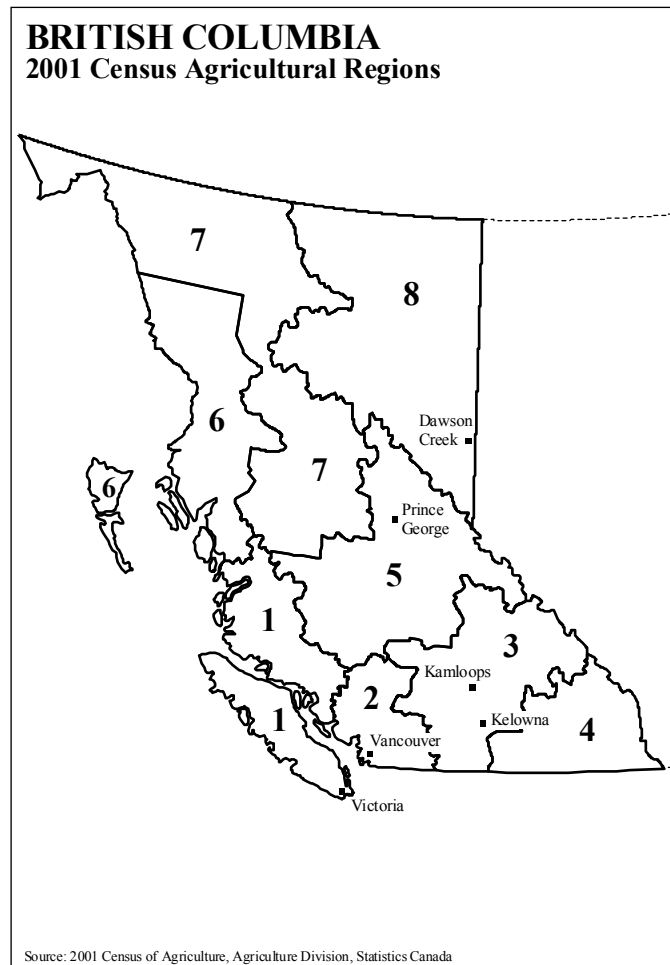 BRITISH COLUMBIA
2001 Census Agricultural Regions
7
8
6
Dawson
Creek
6
7
Prince
George
5
1
3
Kamloops
2
1
Kelowna
4
Vancouver
Victoria
Source: 2001 Census of Agriculture, Agriculture Division, Statistics Canada